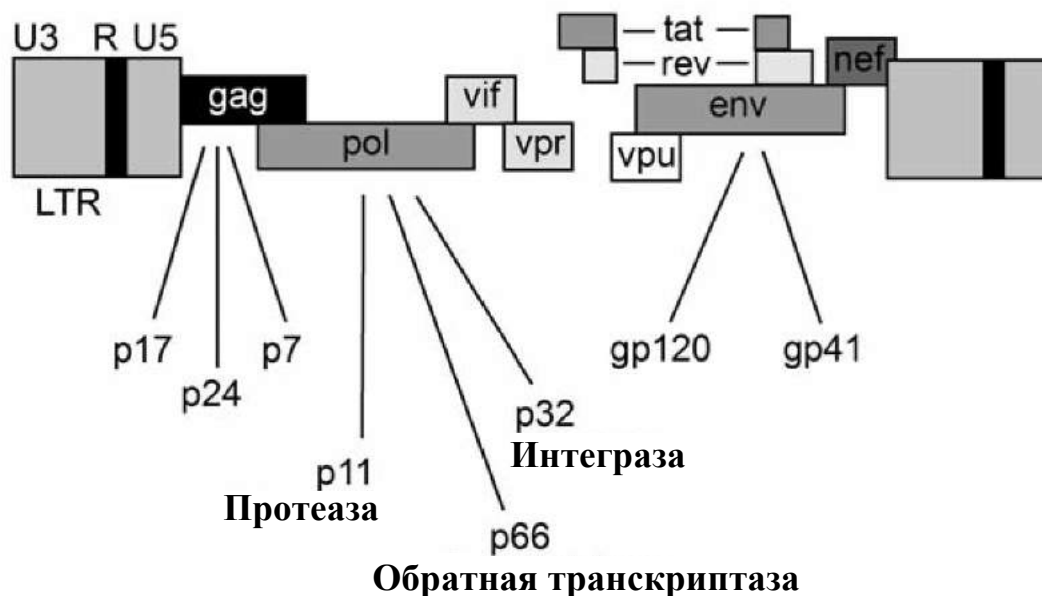 U3 R U5
tat
rev
nef
gag
vif
env
pol
vpr
vpu
LTR
p17
p7
gp120
gp41
p24
p32
Интеграза
p11
Протеаза
p66
Обратная транскриптаза